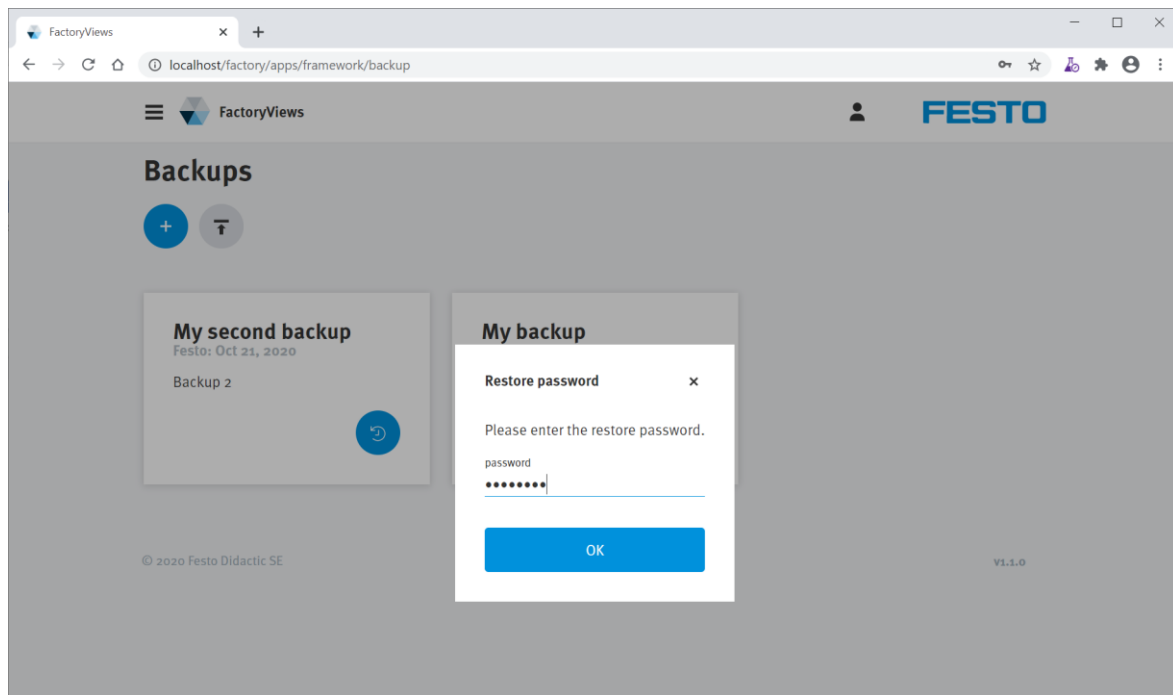 FactoryViews
localhost/factory/apps/framework/backup
FactoryViews
FESTO
Backups
My second backup
Festo: Oct 21, 2020
Backup 2
My backup
Restore password
Please enter the restore password.
password
••••••••
OK
© 2020 Festo Didactic SE
V1.1.0